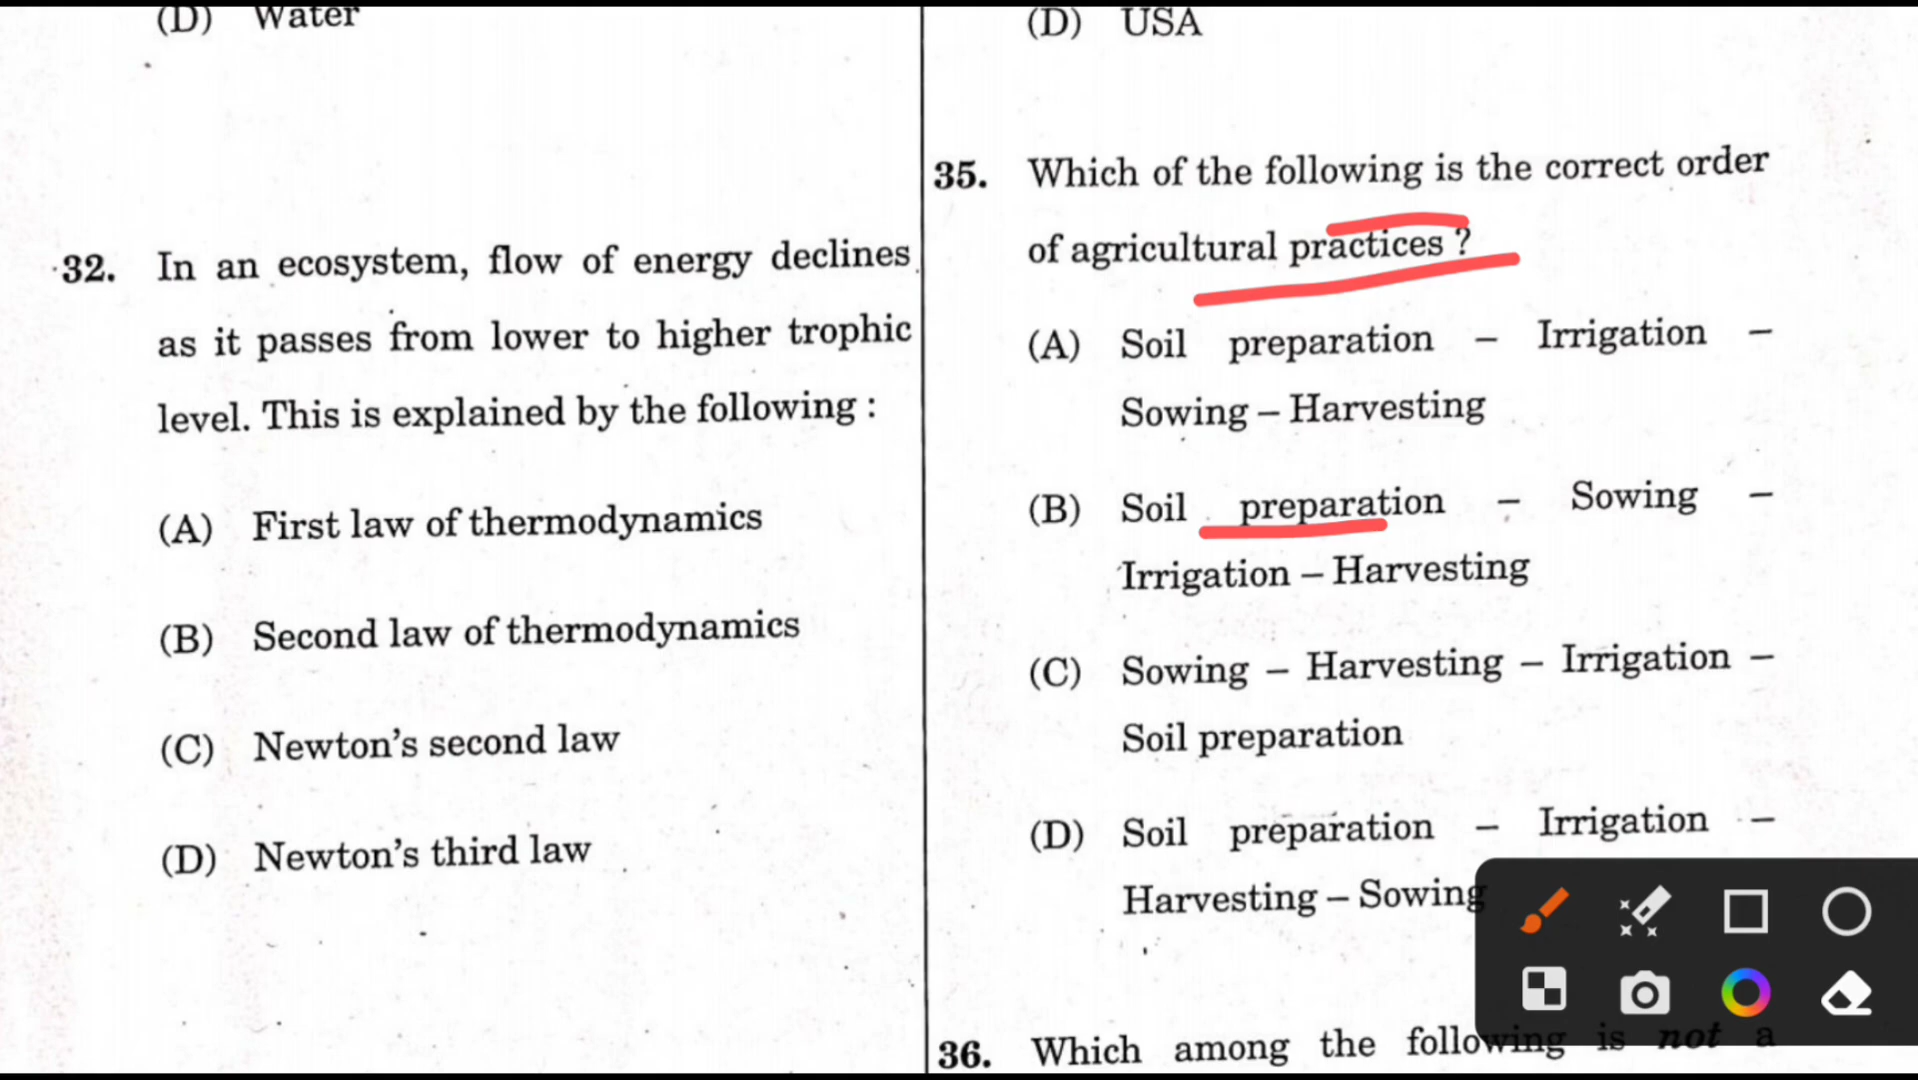 (D) Water
32. In an ecosystem, flow of energy declines
as it passes from lower to higher trophic
level. This is explained by the following :
(A) First law of thermodynamics
(B) Second law of thermodynamics
(C) Newton's second law
(D) Newton's third law
(D) USA
35. Which of the following is the correct order
of agricultural practices ?
(A) Soil preparation – Irrigation –
Sowing – Harvesting
(B) Soil preparation – Sowing –
Irrigation – Harvesting
(C) Sowing – Harvesting – Irrigation –
Soil preparation
(D) Soil preparation – Irrigation –
Harvesting – Sowing
36. Which among the following is not a